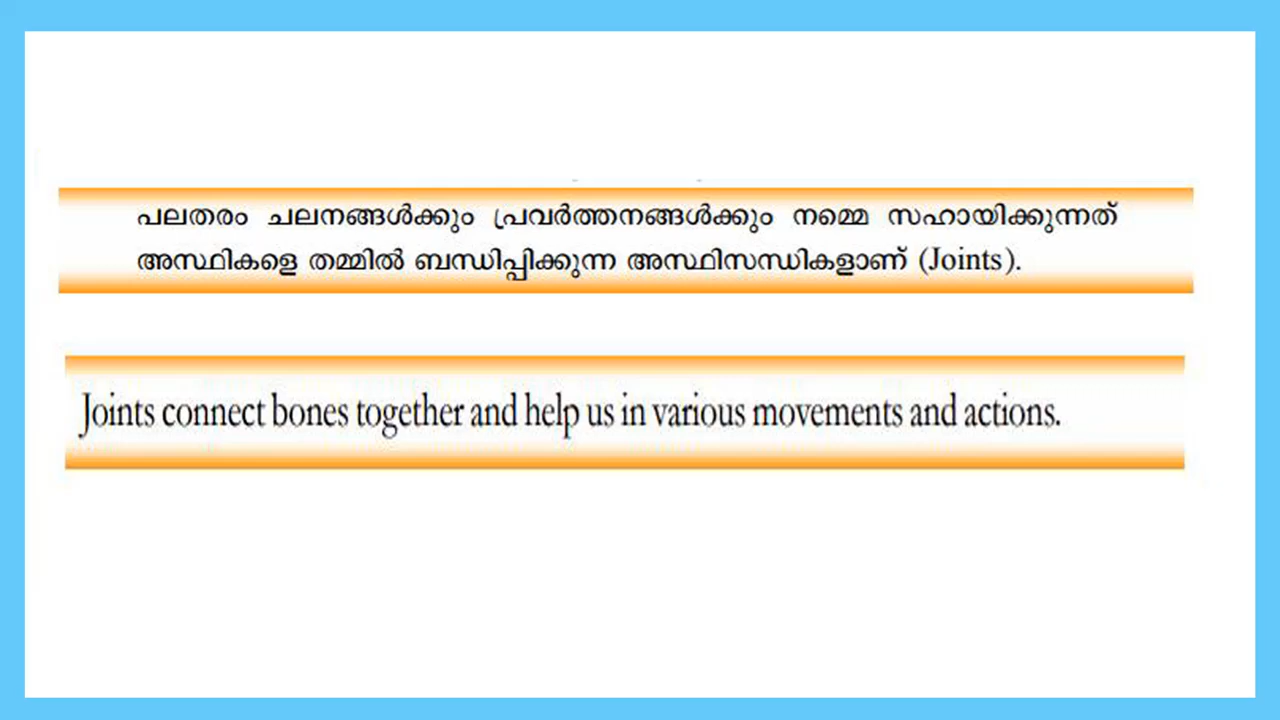 പലതരം ചലനങ്ങൾക്കും പ്രവർത്തനങ്ങൾക്കും നമ്മെ സഹായിക്കുന്നത്
അസ്ഥികളെ തമ്മിൽ ബന്ധിപ്പിക്കുന്ന അസ്ഥിസന്ധികളാണ് (Joints).
Joints connect bones together and help us in various movements and actions.